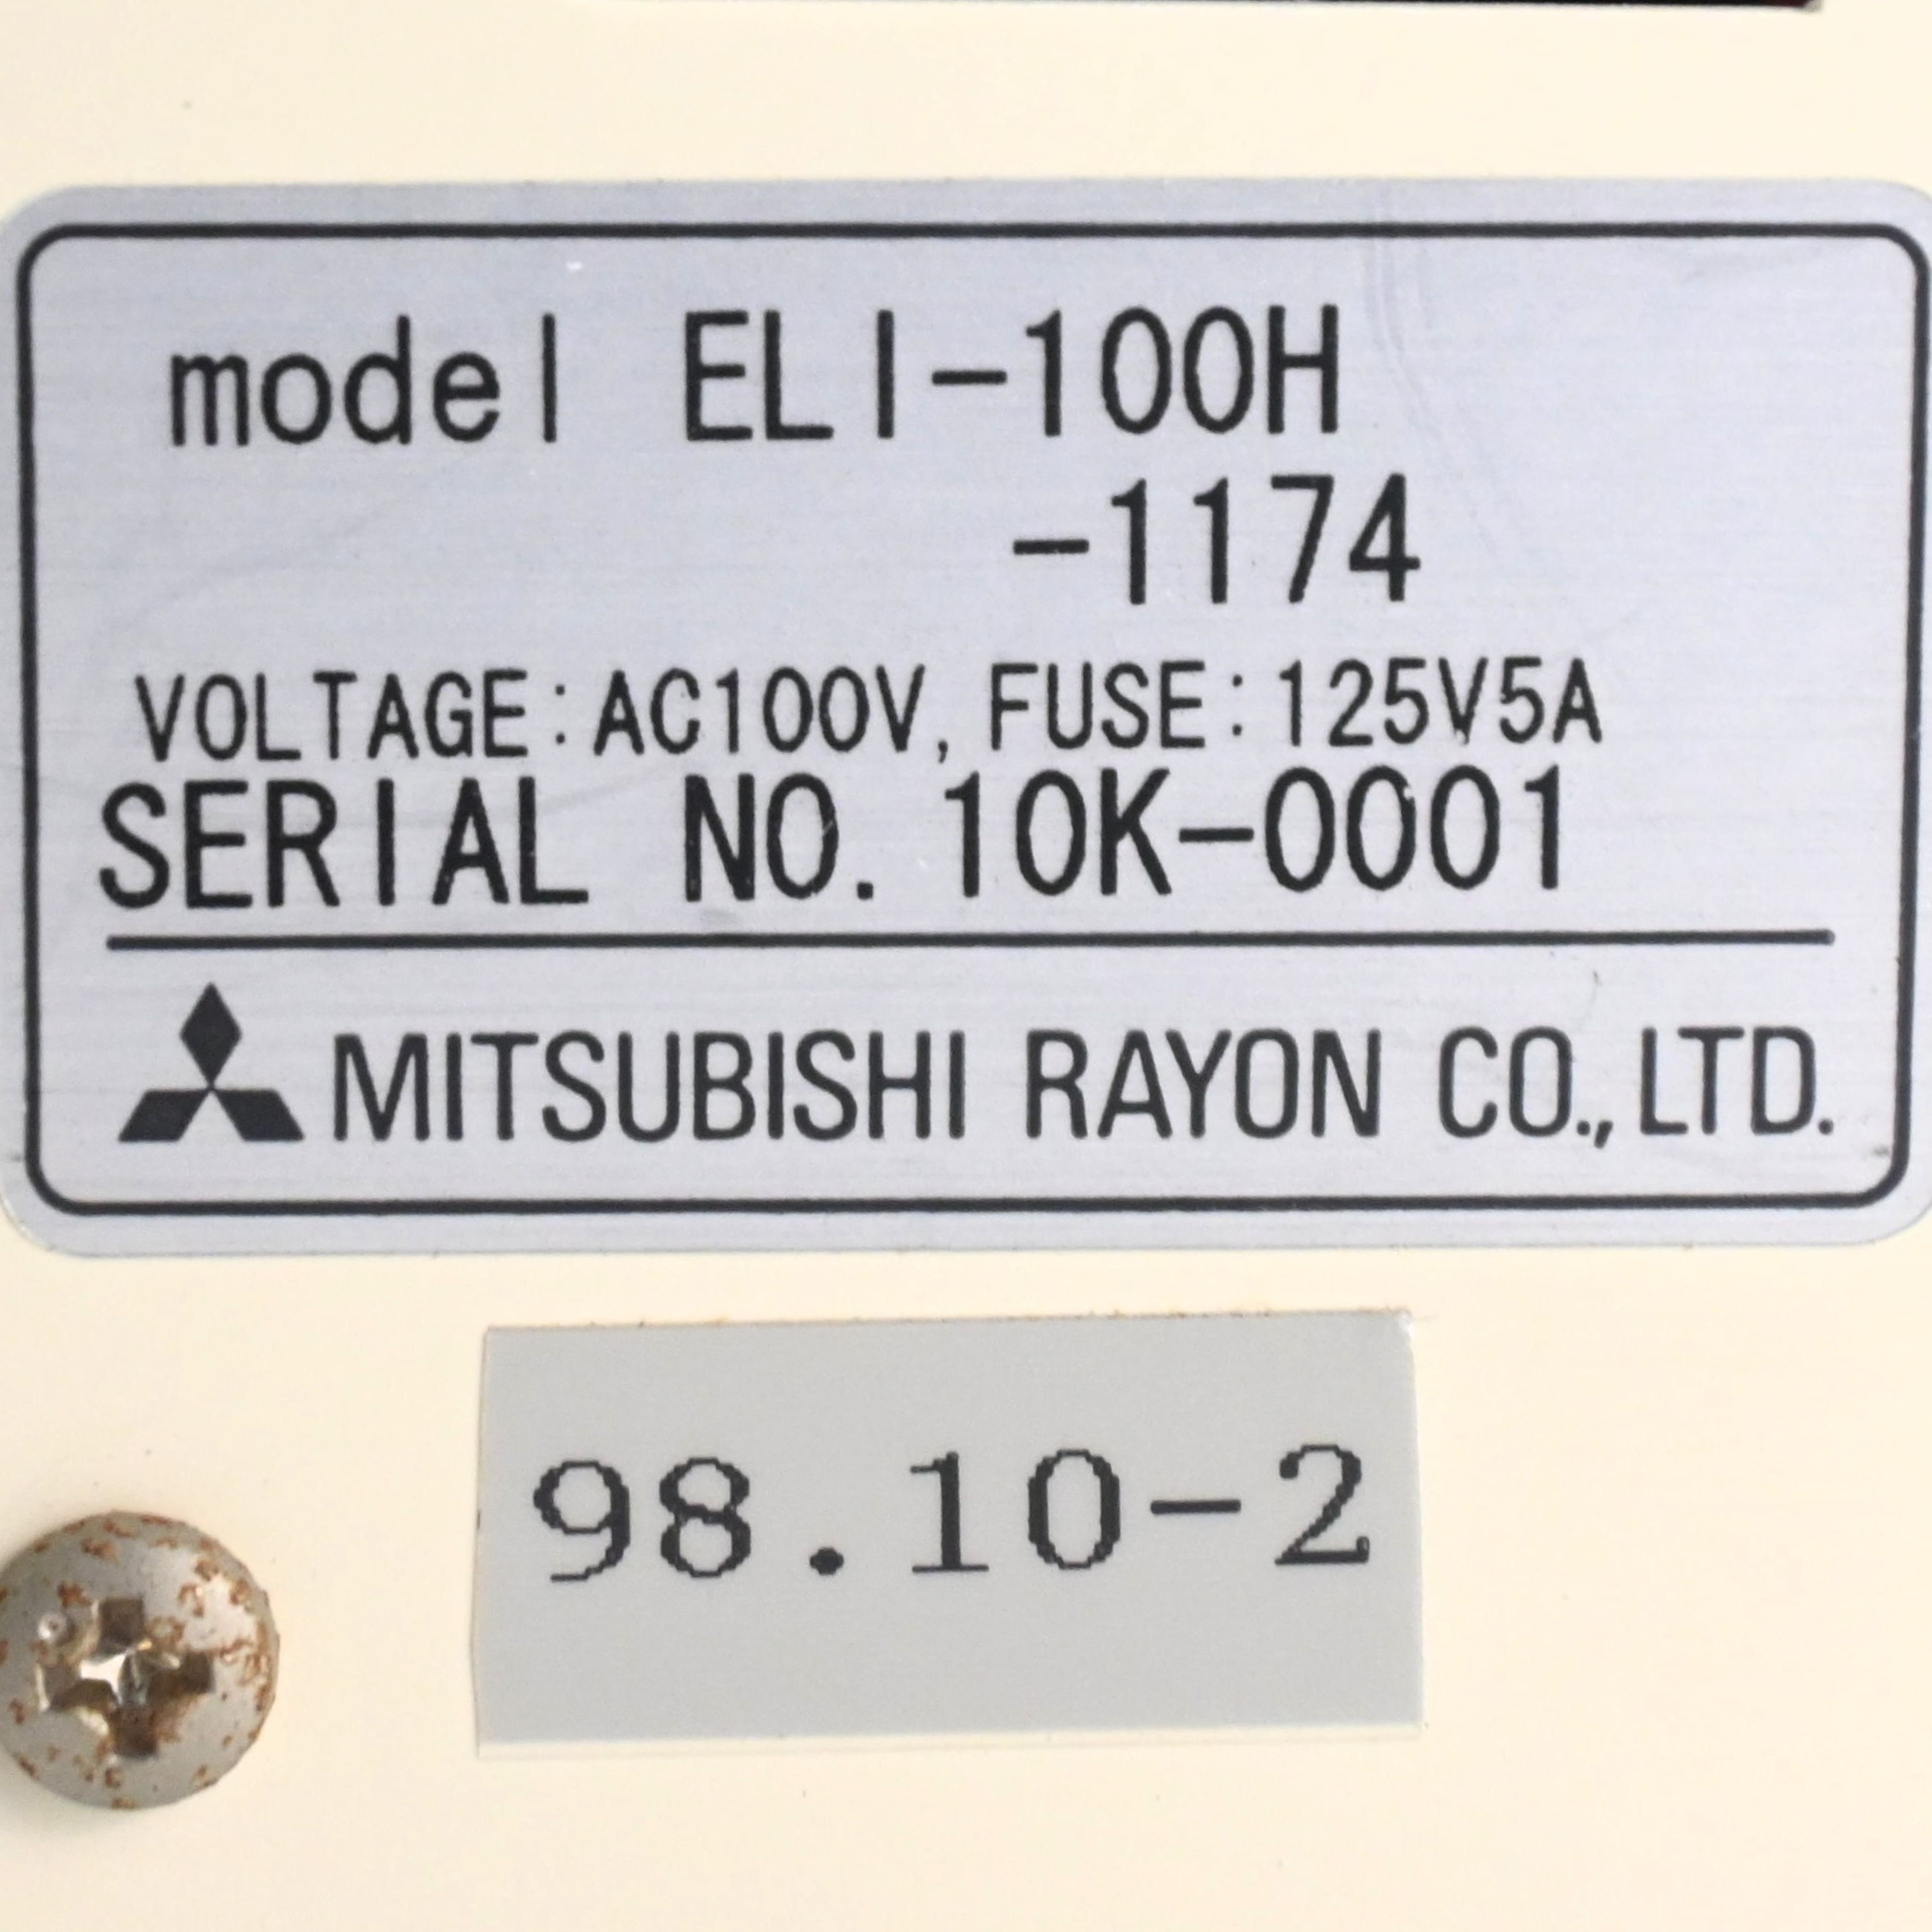 model ELI-100H
-1174
VOLTAGE:AC100V, FUSE:125V5A
SERIAL NO. 10K-0001
MITSUBISHI RAYON CO.,LTD.
98.10-2